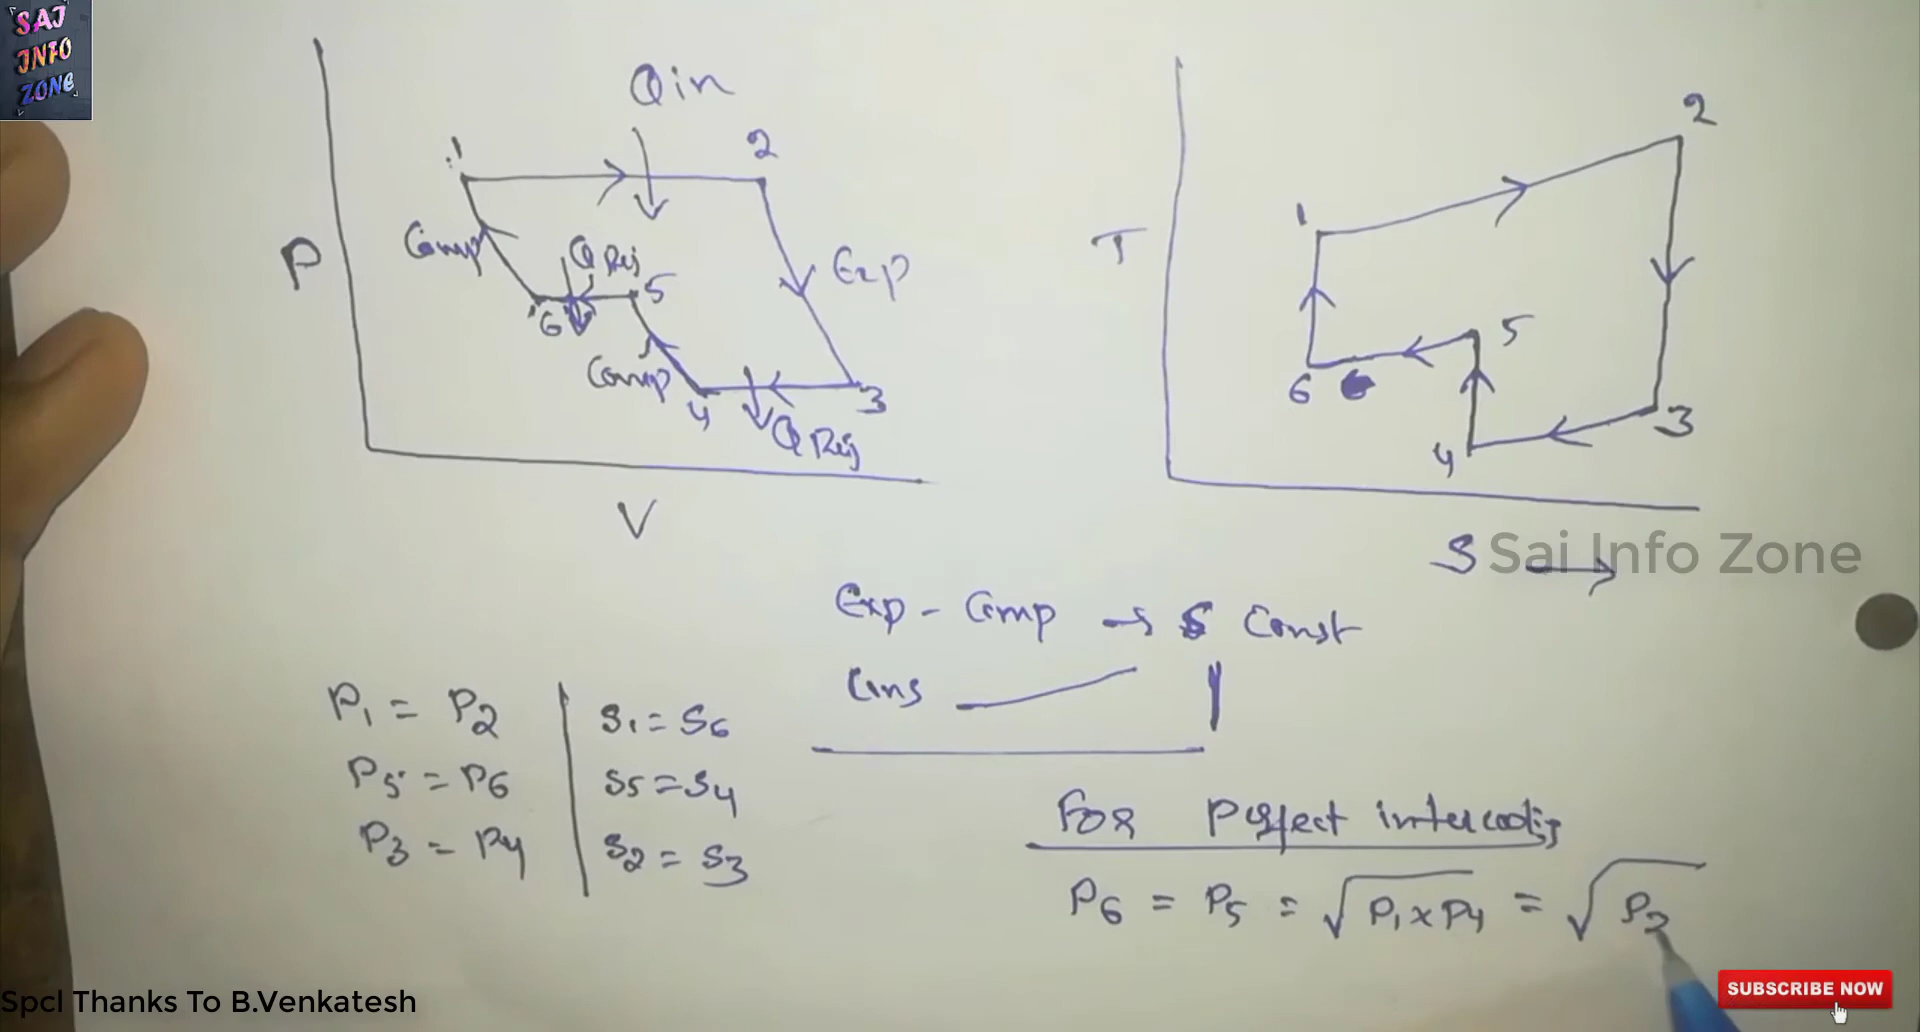 SAI
INFO
ZONE
Qin
1
2
Comp
Q Rej
5
Exp
P
6
Comp
4
3
Q Rej
V
2
1
T
5
6
3
4
S
Sai Info Zone
Exp - Comp → S Const
Cons
P1 = P2
S1 = S6
P5 = P6
S5 = S4
P3 = P4
S2 = S3
For Perfect intercoolig
P6 = P5 = √P1 x P4 = √P2
Spcl Thanks To B.Venkatesh
SUBSCRIBE NOW